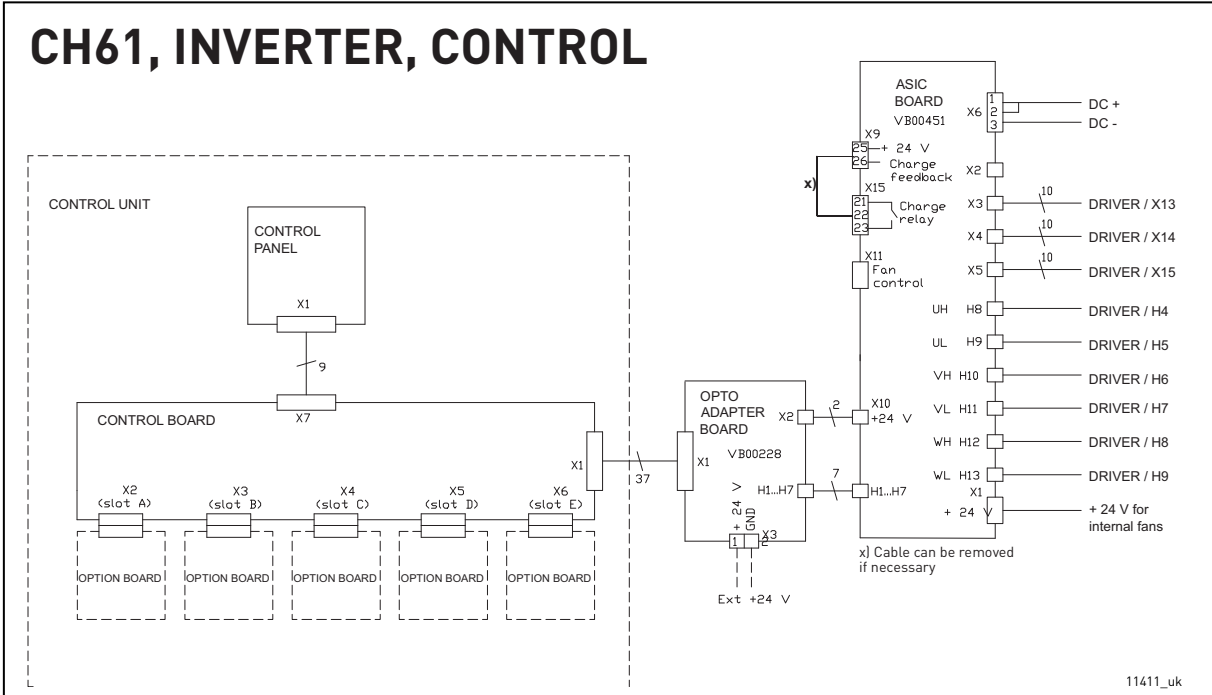 CH61, INVERTER, CONTROL
CONTROL UNIT
CONTROL
PANEL
X1
9
X7
CONTROL BOARD
X1
37
X2
(slot A)
X3
(slot B)
X4
(slot C)
X5
(slot D)
X6
(slot E)
OPTION BOARD
OPTION BOARD
OPTION BOARD
OPTION BOARD
OPTION BOARD
OPTO
ADAPTER
BOARD
VB00228
X1
X2
2
H1...H7
7
+ 24 V
GND
X3
1 2
Ext +24 V
ASIC
BOARD
VB00451
X9
25 + 24 V
26 Charge
feedback
x)
X15
21
22
23
Charge
relay
X11
Fan
control
X10
+24 V
H1...H7
X6
1
2
3
DC +
DC -
X2
X3 10 DRIVER / X13
X4 10 DRIVER / X14
X5 10 DRIVER / X15
UH H8 DRIVER / H4
UL H9 DRIVER / H5
VH H10 DRIVER / H6
VL H11 DRIVER / H7
WH H12 DRIVER / H8
WL H13 DRIVER / H9
X1
+ 24 V
+ 24 V for
internal fans
x) Cable can be removed
if necessary
11411_uk